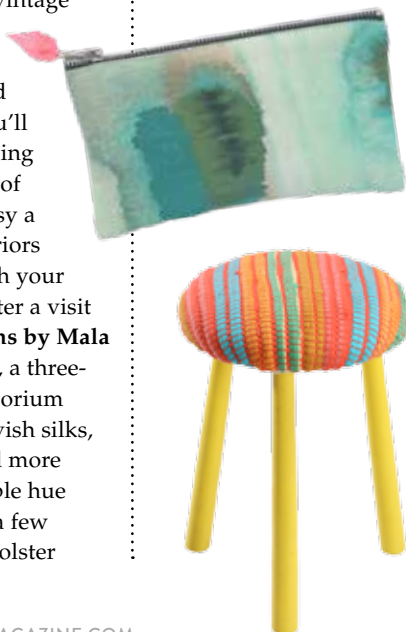 vintage
d
u'll
ing
of
sy a
riors
h your
ter a visit
ns by Mala
, a three-
orium
vish silks,
d more
ble hue
n few
olster
AGAZINE.COM